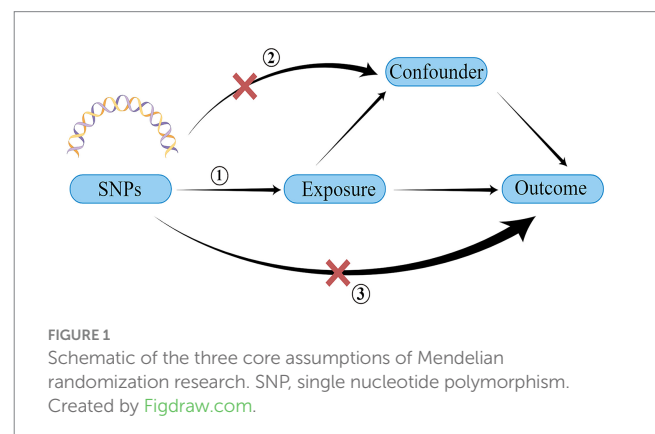 ②
Confounder
①
SNPs
Exposure
Outcome
③
FIGURE 1
Schematic of the three core assumptions of Mendelian
randomization research. SNP, single nucleotide polymorphism.
Created by Figdraw.com.